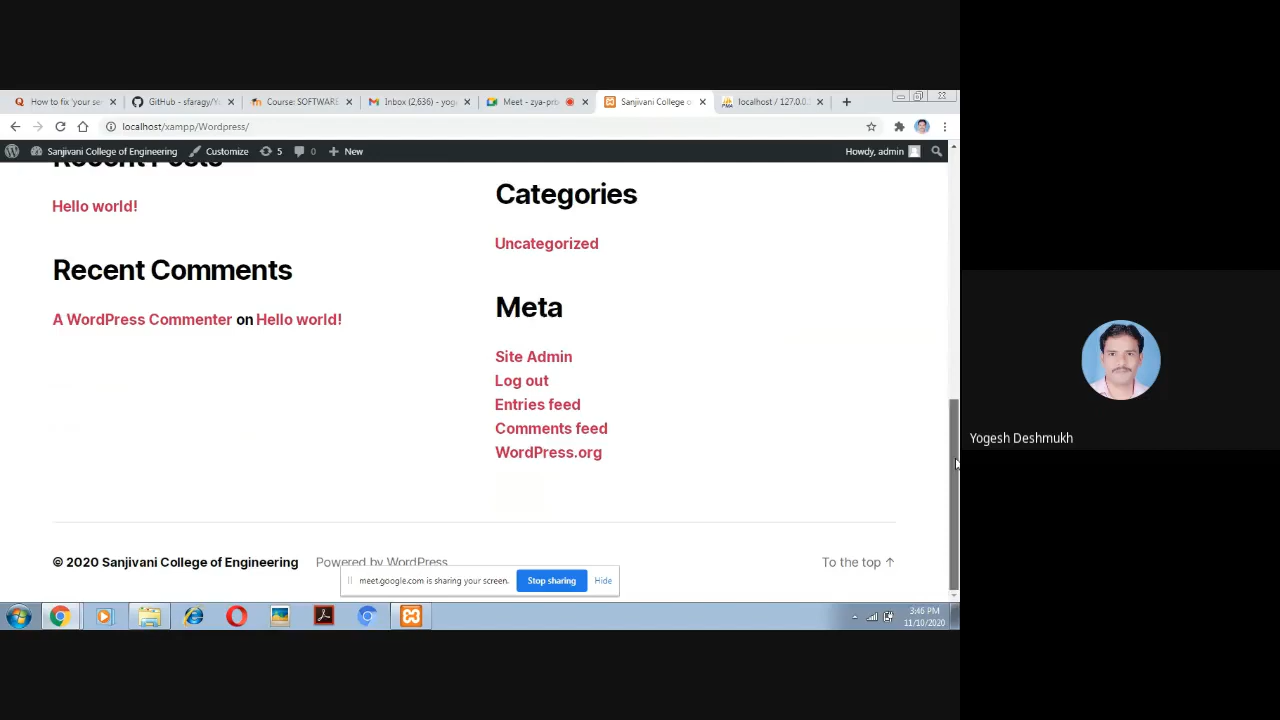 How to fix 'your se
GitHub - sfaragy/Y
Course: SOFTWARE
Inbox (2,636) - yog
Meet - zya-prb
Sanjivani College o
localhost / 127.0.0.
localhost/xampp/Wordpress/
Sanjivani College of Engineering
Customize
5
0
New
Howdy, admin
Recent Posts
Hello world!
Recent Comments
A WordPress Commenter on Hello world!
Categories
Uncategorized
Meta
Site Admin
Log out
Entries feed
Comments feed
WordPress.org
© 2020 Sanjivani College of Engineering
Powered by WordPress
To the top ↑
meet.google.com is sharing your screen.
Stop sharing
Hide
3:46 PM
11/10/2020
Yogesh Deshmukh